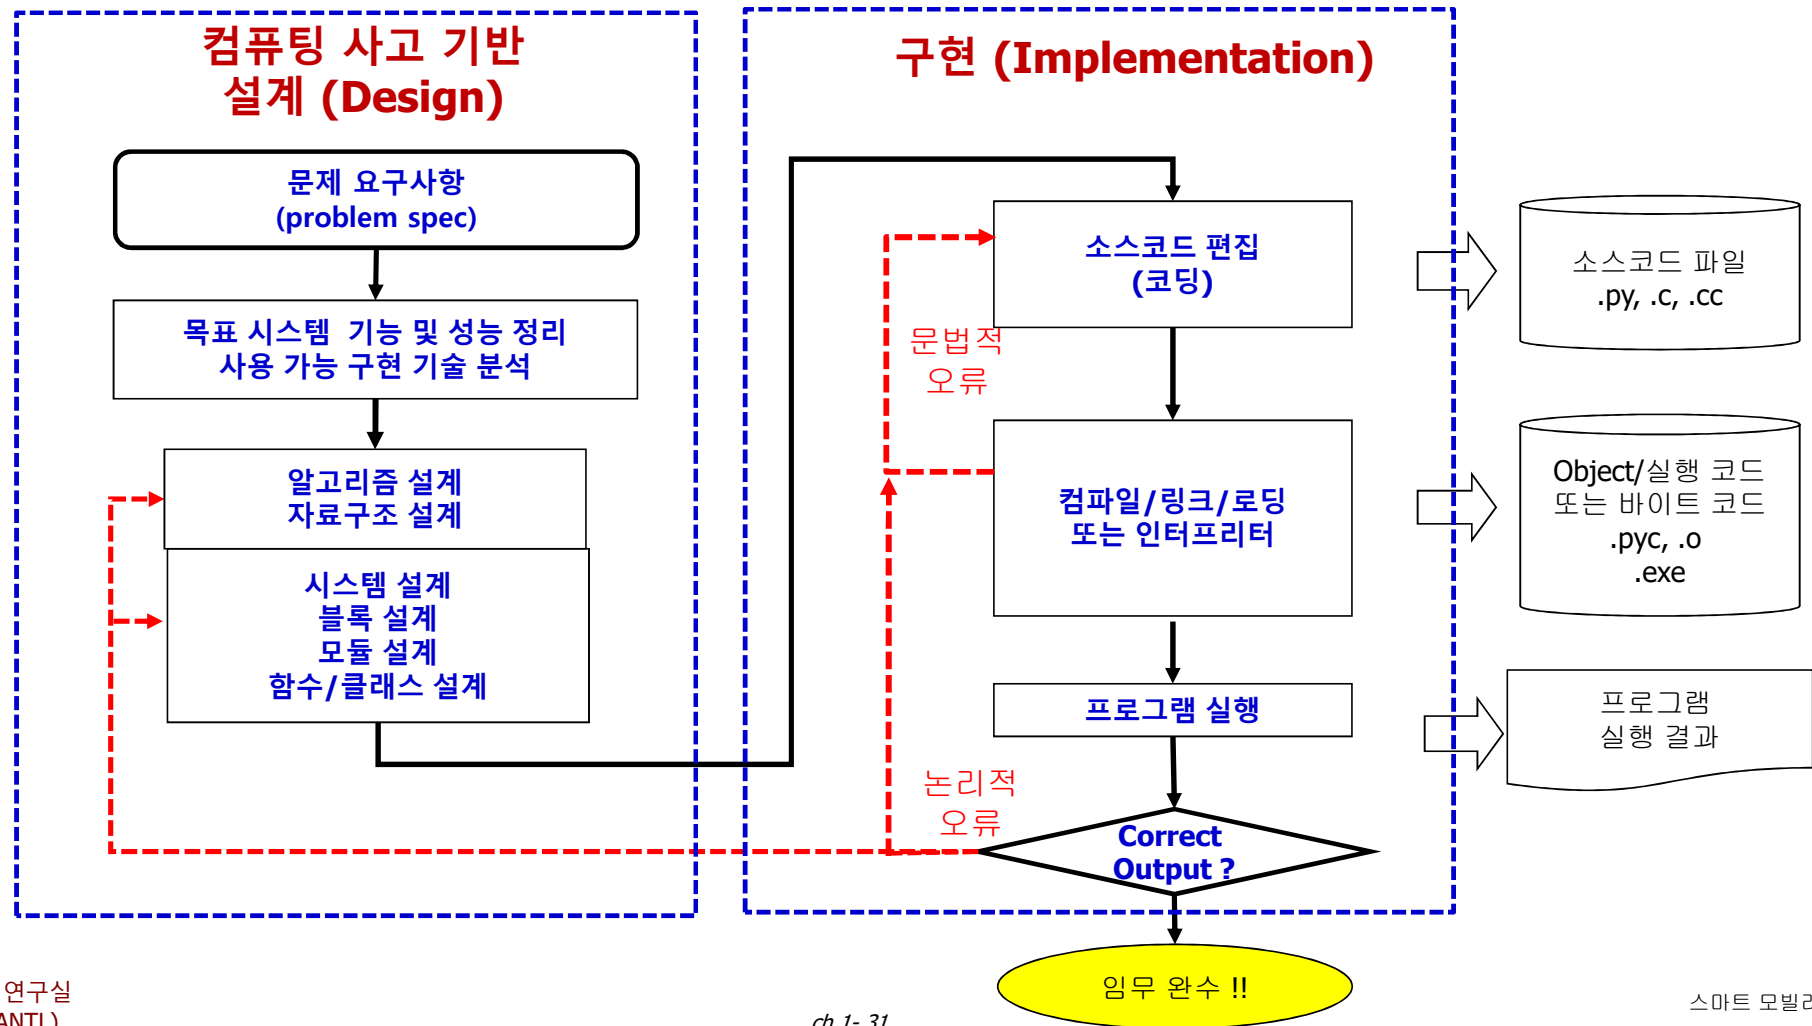 컴퓨팅 사고 기반
설계 (Design)
문제 요구사항
(problem spec)
목표 시스템 기능 및 성능 정리
사용 가능 구현 기술 분석
알고리즘 설계
자료구조 설계
시스템 설계
블록 설계
모듈 설계
함수/클래스 설계
구현 (Implementation)
소스코드 편집
(코딩)
문법적
오류
컴파일/링크/로딩
또는 인터프리터
프로그램 실행
논리적
오류
Correct
Output ?
임무 완수 !!
소스코드 파일
.py, .c, .cc
Object/실행 코드
또는 바이트 코드
.pyc, .o
.exe
프로그램
실행 결과
연구실
ANTL)
ch 1- 31
스마트 모빌리